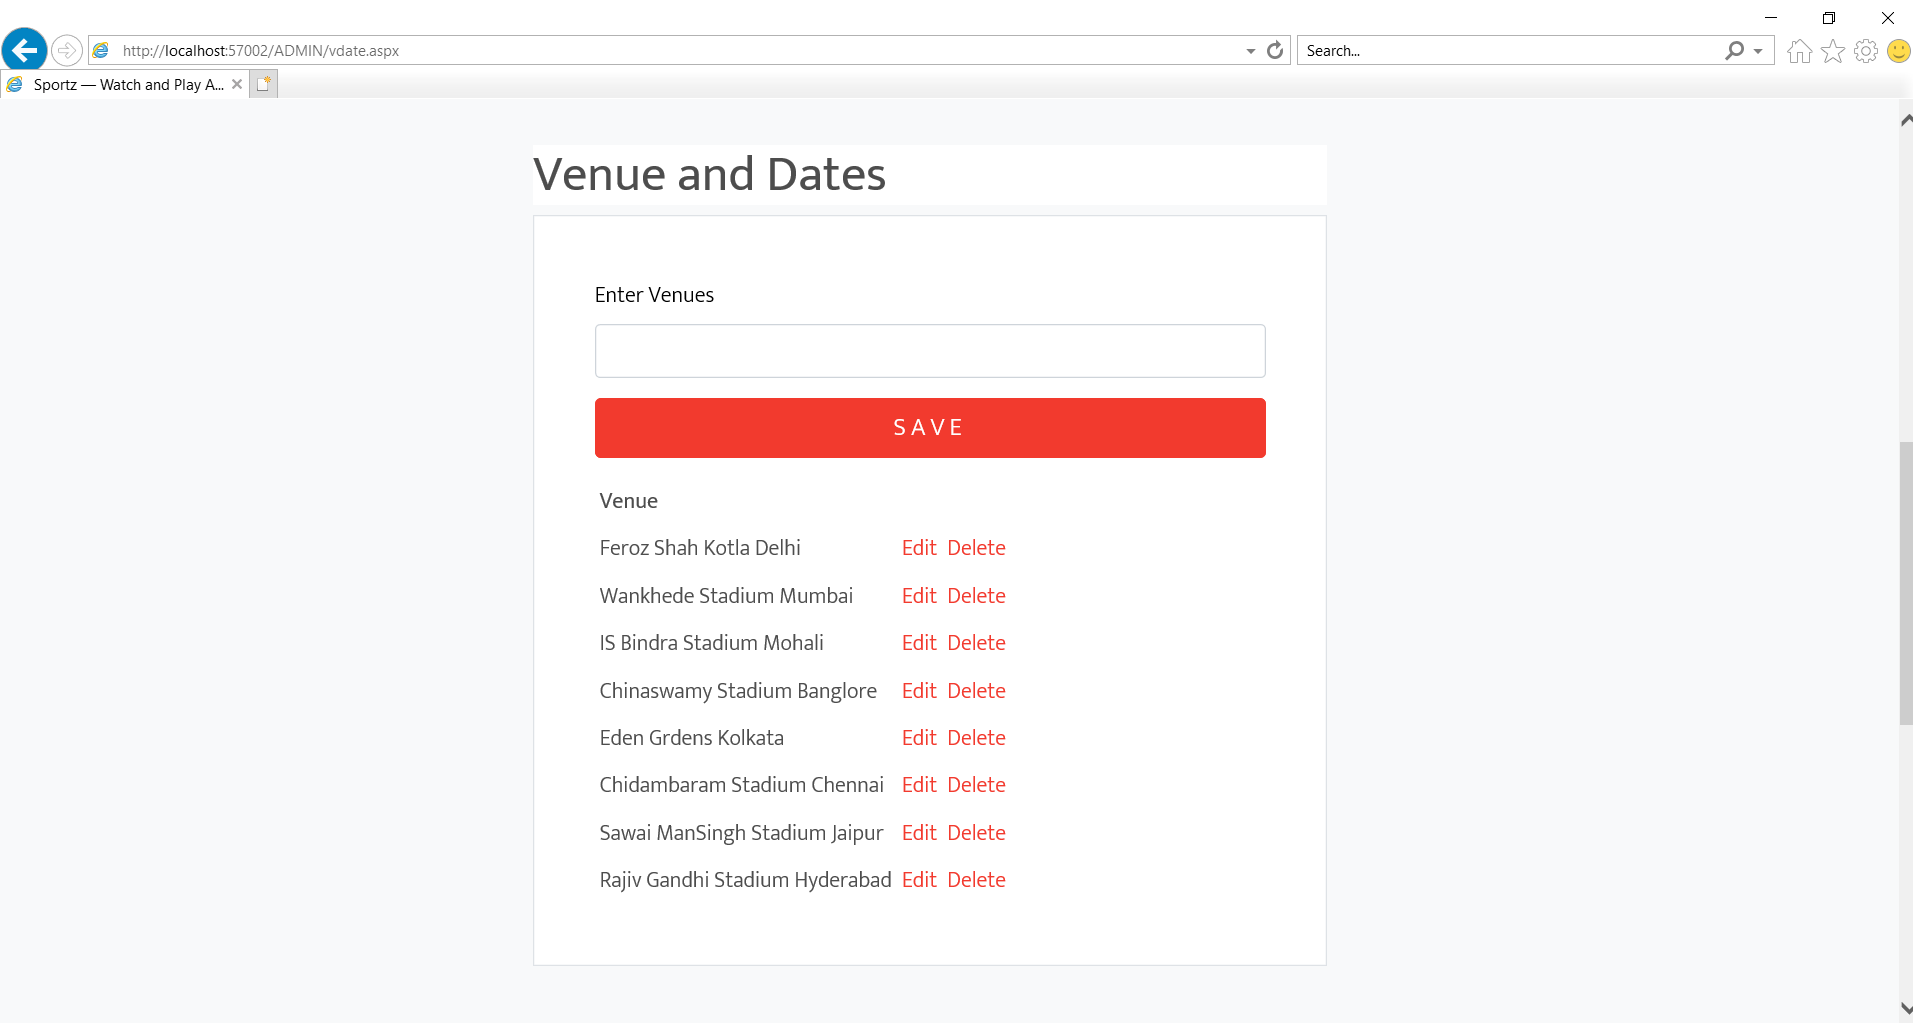 http://localhost:57002/ADMIN/vdate.aspx
Search...
Sportz — Watch and Play A...
Venue and Dates
Enter Venues
SAVE
Venue
Feroz Shah Kotla Delhi Edit Delete
Wankhede Stadium Mumbai Edit Delete
IS Bindra Stadium Mohali Edit Delete
Chinaswamy Stadium Banglore Edit Delete
Eden Grdens Kolkata Edit Delete
Chidambaram Stadium Chennai Edit Delete
Sawai ManSingh Stadium Jaipur Edit Delete
Rajiv Gandhi Stadium Hyderabad Edit Delete